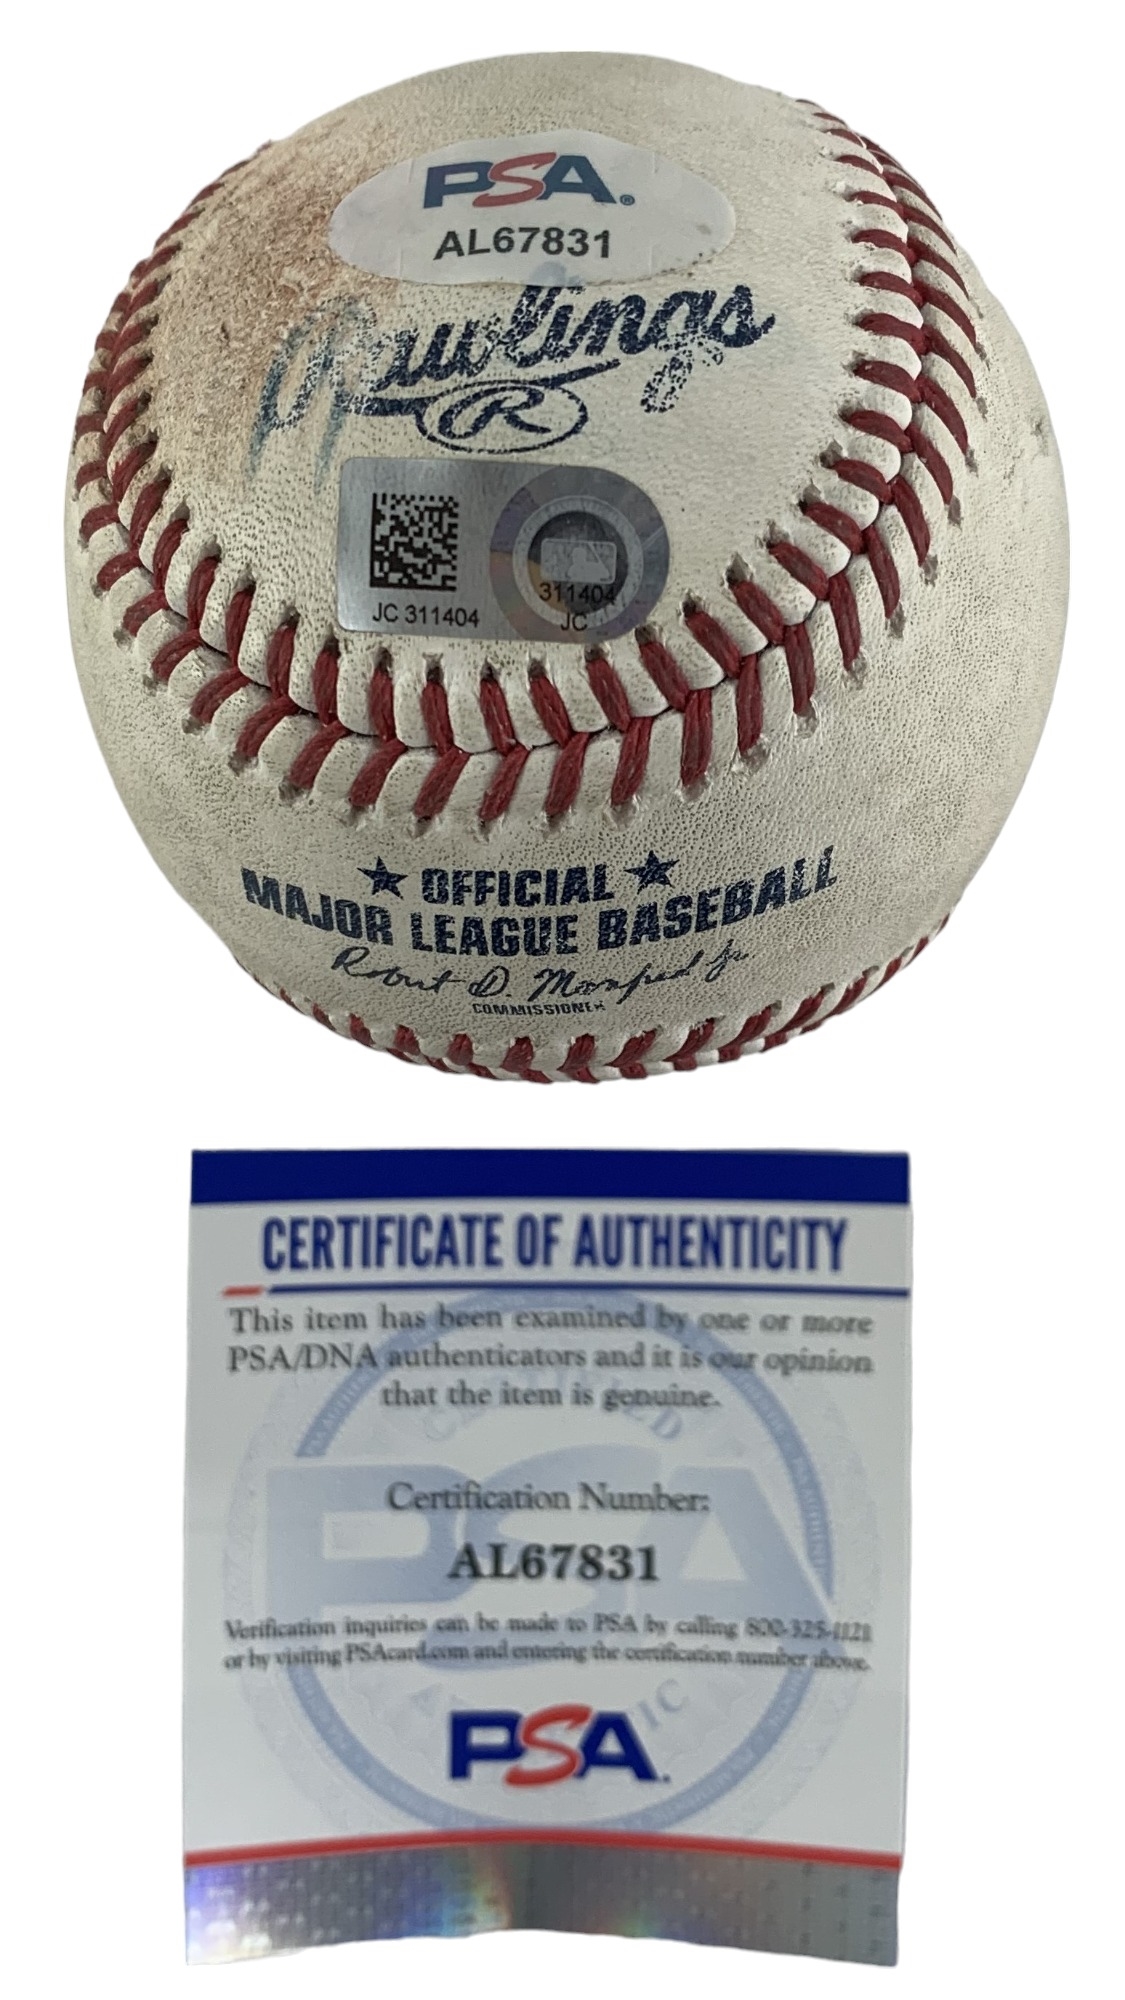 PSA®
AL67831
Rawlings
R
JC 311404
311404
JC
★ OFFICIAL ★
MAJOR LEAGUE BASEBALL
Robert D. Manfred Jr.
COMMISSIONER
CERTIFICATE OF AUTHENTICITY
This item has been examined by one or more
PSA/DNA authenticators and it is our opinion
that the item is genuine.
Certification Number:
AL67831
Verification inquiries can be made to PSA by calling 800-325-1121
or by visiting PSAcard.com and entering the certification number above.
PSA.